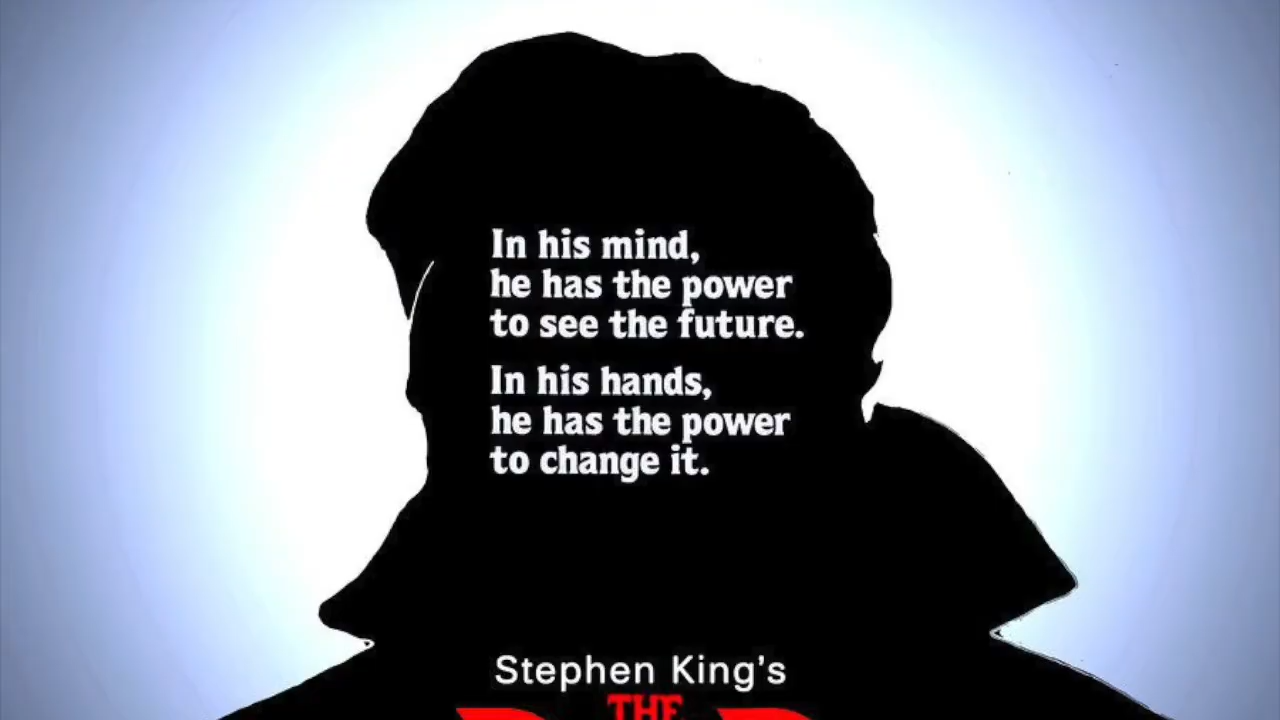 In his mind,
he has the power
to see the future.
In his hands,
he has the power
to change it.
Stephen King's
THE